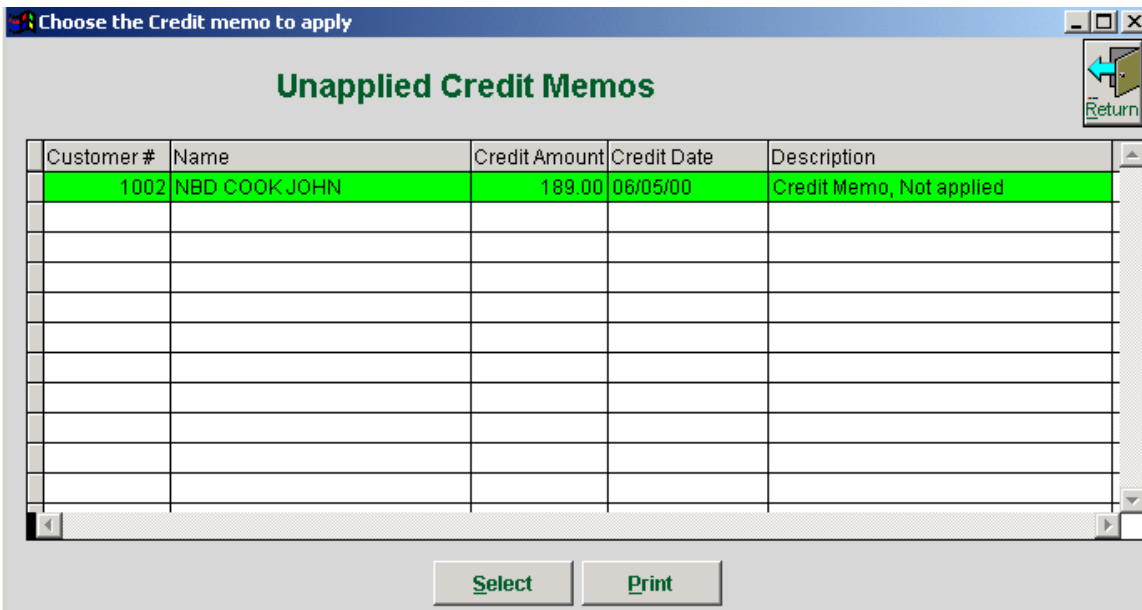 Choose the Credit memo to apply
Unapplied Credit Memos
Return
Customer # Name Credit Amount Credit Date Description
1002 NBD COOK JOHN 189.00 06/05/00 Credit Memo, Not applied
Select Print